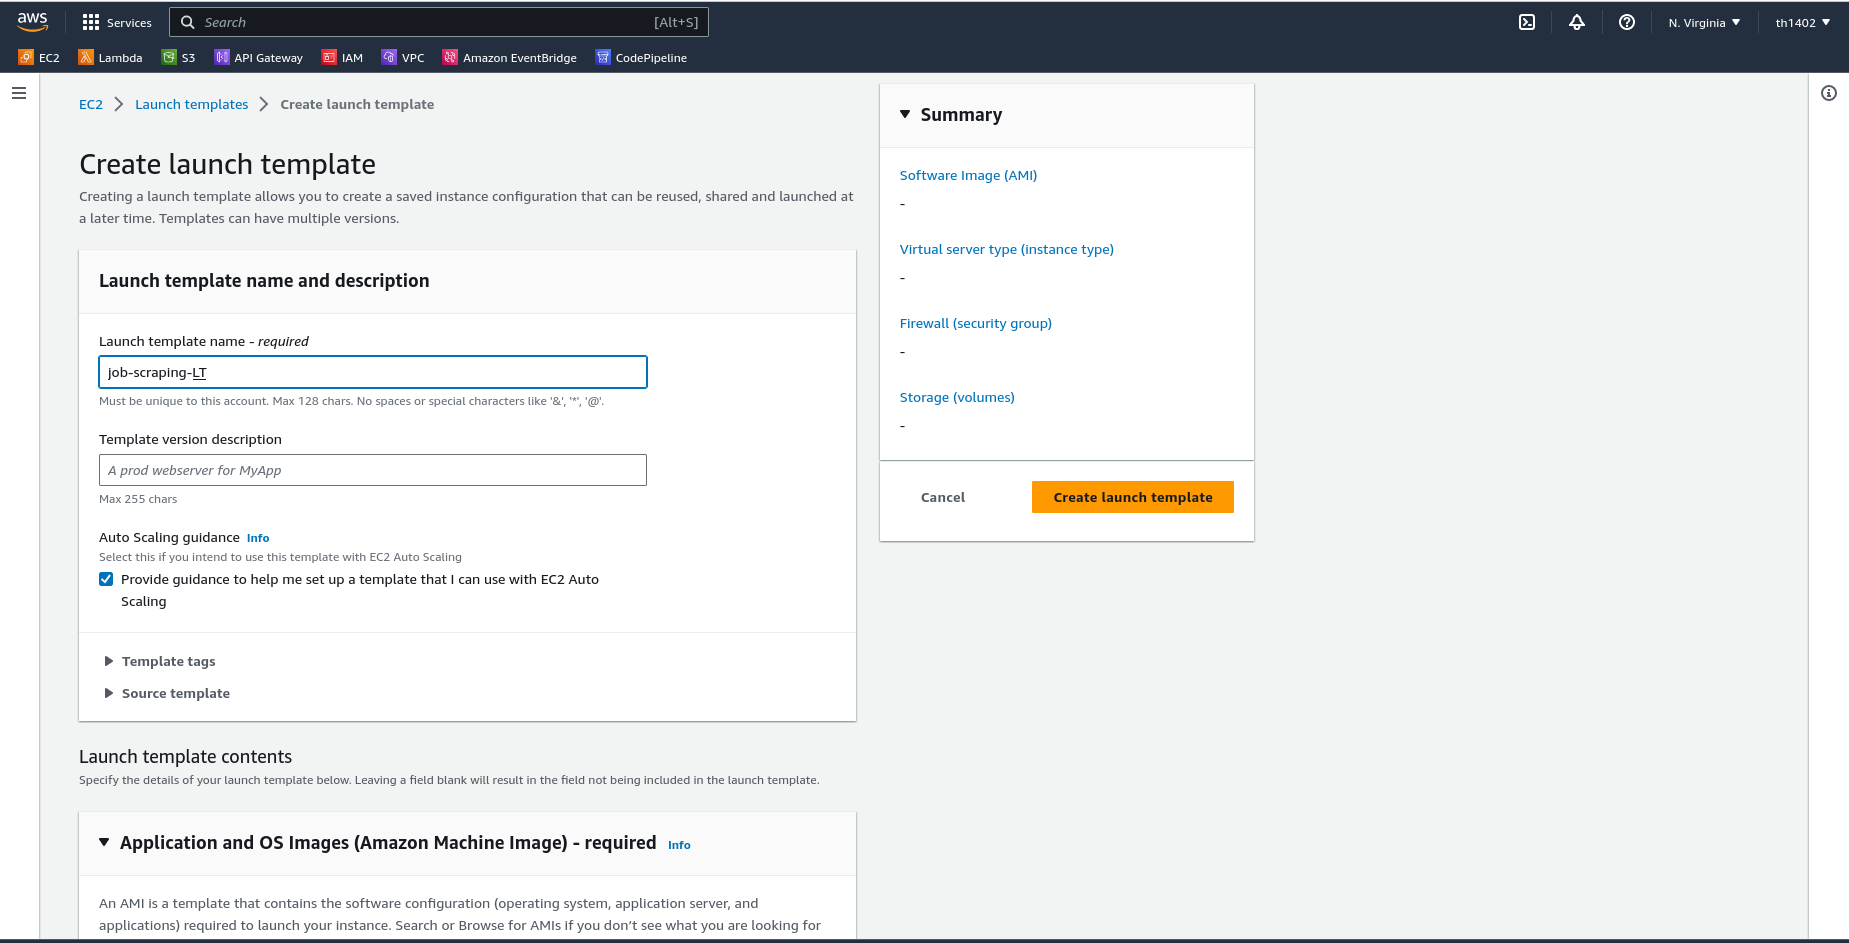 aws
Services
Search [Alt+S]
N. Virginia
th1402
EC2 Lambda S3 API Gateway IAM VPC Amazon EventBridge CodePipeline
EC2 Launch templates Create launch template
Create launch template
Creating a launch template allows you to create a saved instance configuration that can be reused, shared and launched at
a later time. Templates can have multiple versions.
Launch template name and description
Launch template name - required
job-scraping-LT
Must be unique to this account. Max 128 chars. No spaces or special characters like '&', '*', '@'.
Template version description
A prod webserver for MyApp
Max 255 chars
Auto Scaling guidance Info
Select this if you intend to use this template with EC2 Auto Scaling
Provide guidance to help me set up a template that I can use with EC2 Auto
Scaling
Template tags
Source template
Launch template contents
Specify the details of your launch template below. Leaving a field blank will result in the field not being included in the launch template.
Application and OS Images (Amazon Machine Image) - required Info
An AMI is a template that contains the software configuration (operating system, application server, and
applications) required to launch your instance. Search or Browse for AMIs if you don't see what you are looking for
Summary
Software Image (AMI)
-
Virtual server type (instance type)
-
Firewall (security group)
-
Storage (volumes)
-
Cancel
Create launch template